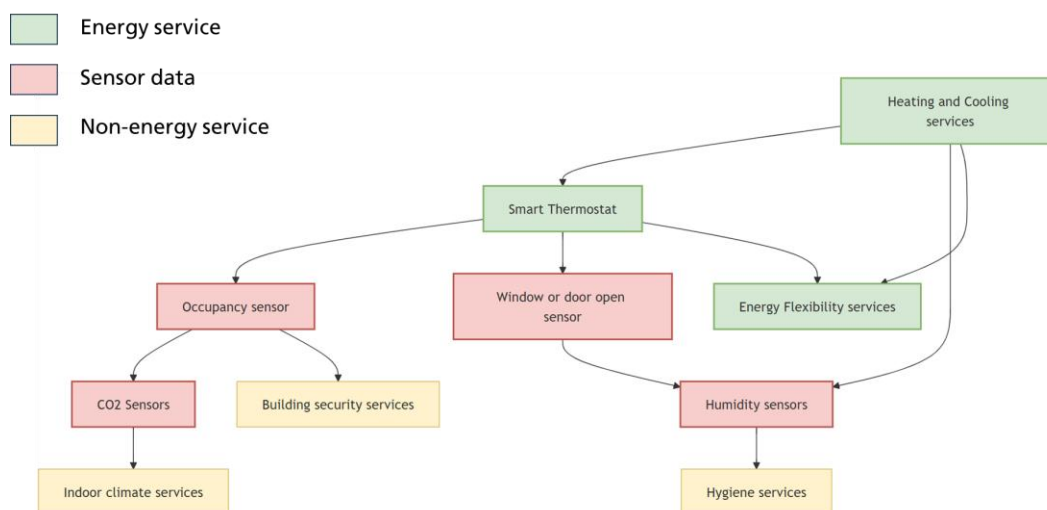 Energy service
Sensor data
Non-energy service
Heating and Cooling
services
Smart Thermostat
Occupancy sensor
Window or door open
sensor
Energy Flexibility services
CO2 Sensors
Building security services
Humidity sensors
Indoor climate services
Hygiene services